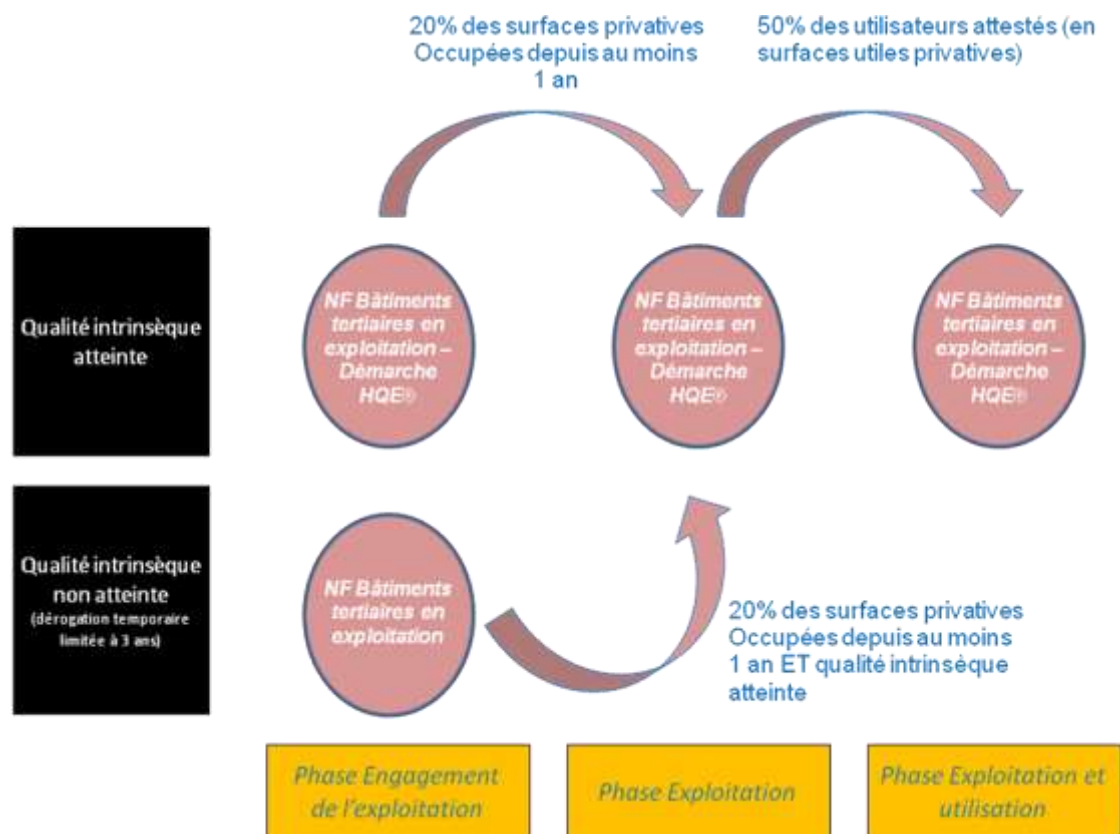 20% des surfaces privatives
Occupées depuis au moins
1 an
50% des utilisateurs attestés (en
surfaces utiles privatives)
Qualité intrinsèque
atteinte
NF Bâtiments
tertiaires en
exploitation –
Démarche
HQE®
NF Bâtiments
tertiaires en
exploitation –
Démarche
HQE®
NF Bâtiments
tertiaires en
exploitation –
Démarche
HQE®
Qualité intrinsèque
non atteinte
(dérogation temporaire
limitée à 3 ans)
NF Bâtiments
tertiaires en
exploitation
20% des surfaces privatives
Occupées depuis au moins
1 an ET qualité intrinsèque
atteinte
Phase Engagement
de l'exploitation
Phase Exploitation
Phase Exploitation et
utilisation